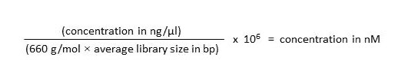 (concentration in ng/µl)
(660 g/mol × average library size in bp) x 10⁶ = concentration in nM